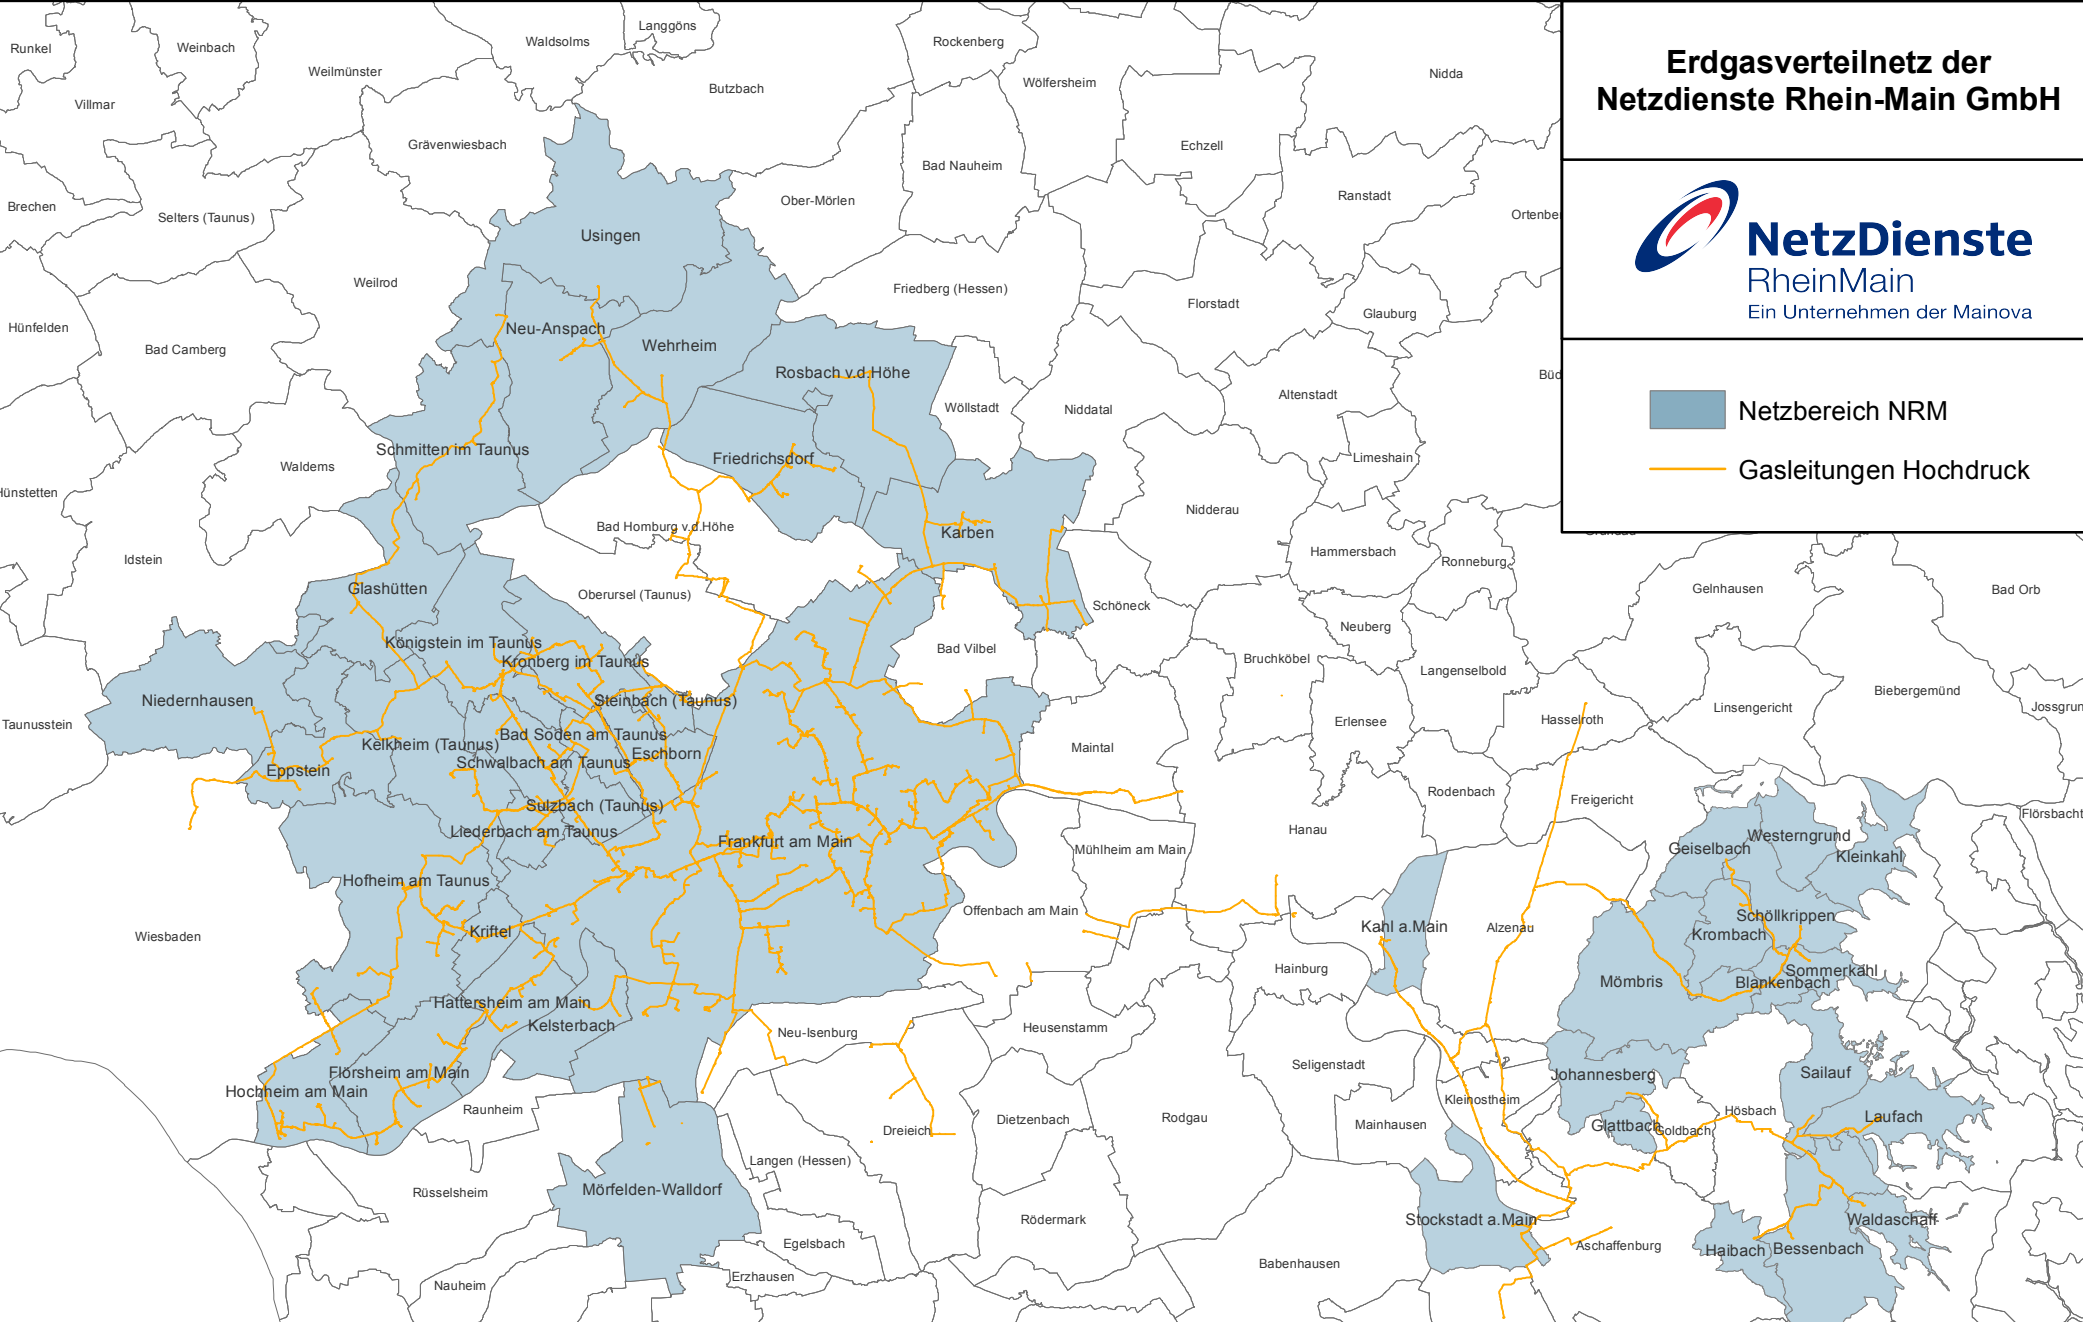 Erdgasverteilnetz der
Netzdienste Rhein-Main GmbH
NetzDienste
RheinMain
Ein Unternehmen der Mainova
Netzbereich NRM
Gasleitungen Hochdruck
Runkel
Weinbach
Waldsolms
Langgöns
Rockenberg
Weilmünster
Butzbach
Wölfersheim
Nidda
Villmar
Grävenwiesbach
Echzell
Bad Nauheim
Brechen
Selters (Taunus)
Ober-Mörlen
Ranstadt
Ortenbe
Usingen
Weilrod
Friedberg (Hessen)
Florstadt
Glauburg
Hünfelden
Neu-Anspach
Wehrheim
Bad Camberg
Rosbach v.d.Höhe
Büd
Altenstadt
Wöllstadt
Niddatal
Schmitten im Taunus
Friedrichsdorf
Limeshain
Waldems
Hünstetten
Nidderau
Bad Homburg v.d.Höhe
Karben
Idstein
Hammersbach
Ronneburg
Glashütten
Oberursel (Taunus)
Schöneck
Gelnhausen
Bad Orb
Neuberg
Königstein im Taunus
Kronberg im Taunus
Bad Vilbel
Bruchköbel
Langenselbold
Niedernhausen
Steinbach (Taunus)
Biebergemünd
Linsengericht
Jossgrun
Taunusstein
Kelkheim (Taunus)
Bad Soden am Taunus
Eschborn
Schwalbach am Taunus
Maintal
Erlensee
Hasselroth
Eppstein
Rodenbach
Freigericht
Sulzbach (Taunus)
Liederbach am Taunus
Frankfurt am Main
Mühlheim am Main
Hanau
Flörsbacht
Westerngrund
Geiselbach
Kleinkahl
Hofheim am Taunus
Kriftel
Offenbach am Main
Kahl a.Main
Alzenau
Schöllkrippen
Krombach
Wiesbaden
Hainburg
Mömbris
Sommerkahl
Blankenbach
Hattersheim am Main
Kelsterbach
Neu-Isenburg
Heusenstamm
Seligenstadt
Flörsheim am Main
Hochheim am Main
Raunheim
Johannesberg
Sailauf
Kleinostheim
Dreieich
Dietzenbach
Rodgau
Mainhausen
Glattbach
Goldbach
Hösbach
Laufach
Langen (Hessen)
Rüsselsheim
Mörfelden-Walldorf
Rödermark
Stockstadt a.Main
Waldaschaff
Egelsbach
Aschaffenburg
Haibach
Bessenbach
Babenhausen
Nauheim
Erzhausen